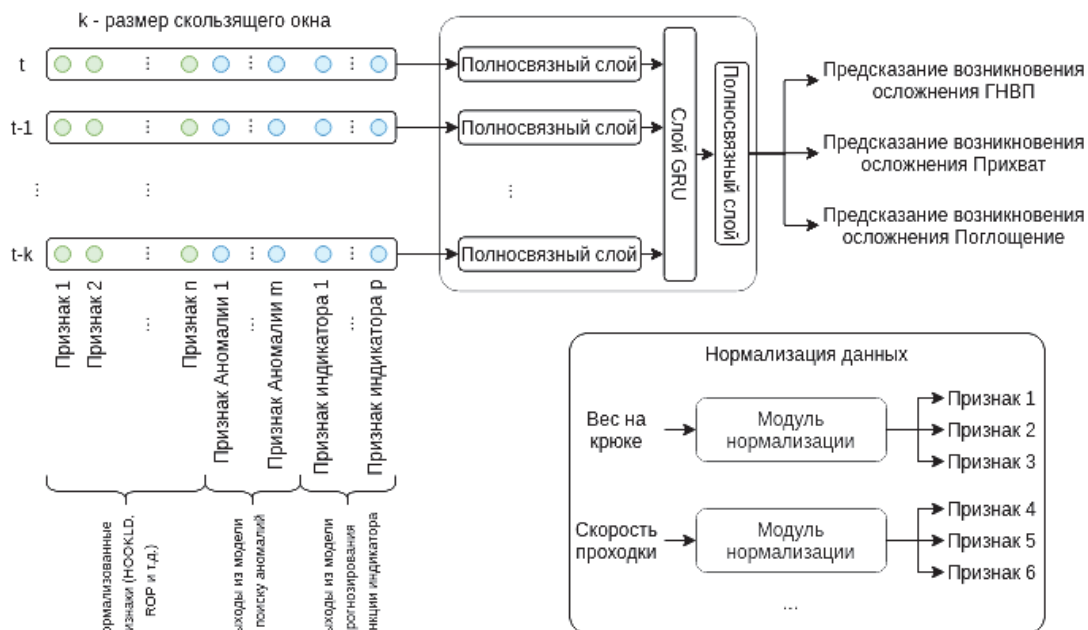 k - размер скользящего окна
t
t-1
...
t-k
...
...
...
...
...
...
...
...
...
...
Полносвязный слой
Полносвязный слой
...
Полносвязный слой
Слой GRU
Полносвязный слой
Предсказание возникновения
осложнения ГНВП
Предсказание возникновения
осложнения Прихват
Предсказание возникновения
осложнения Поглощение
Признак 1
Признак 2
...
Признак n
Признак Аномалии 1
...
Признак Аномалии m
Признак индикатора 1
...
Признак индикатора p
ормализованные
изнаки (HOOKLD,
ROP и т.д.)
ыходы из модели
поиску аномалий
ыходы из модели
рогнозирования
нкции индикатора
Нормализация данных
Вес на
крюке
Модуль
нормализации
Признак 1
Признак 2
Признак 3
Скорость
проходки
Модуль
нормализации
Признак 4
Признак 5
Признак 6
...